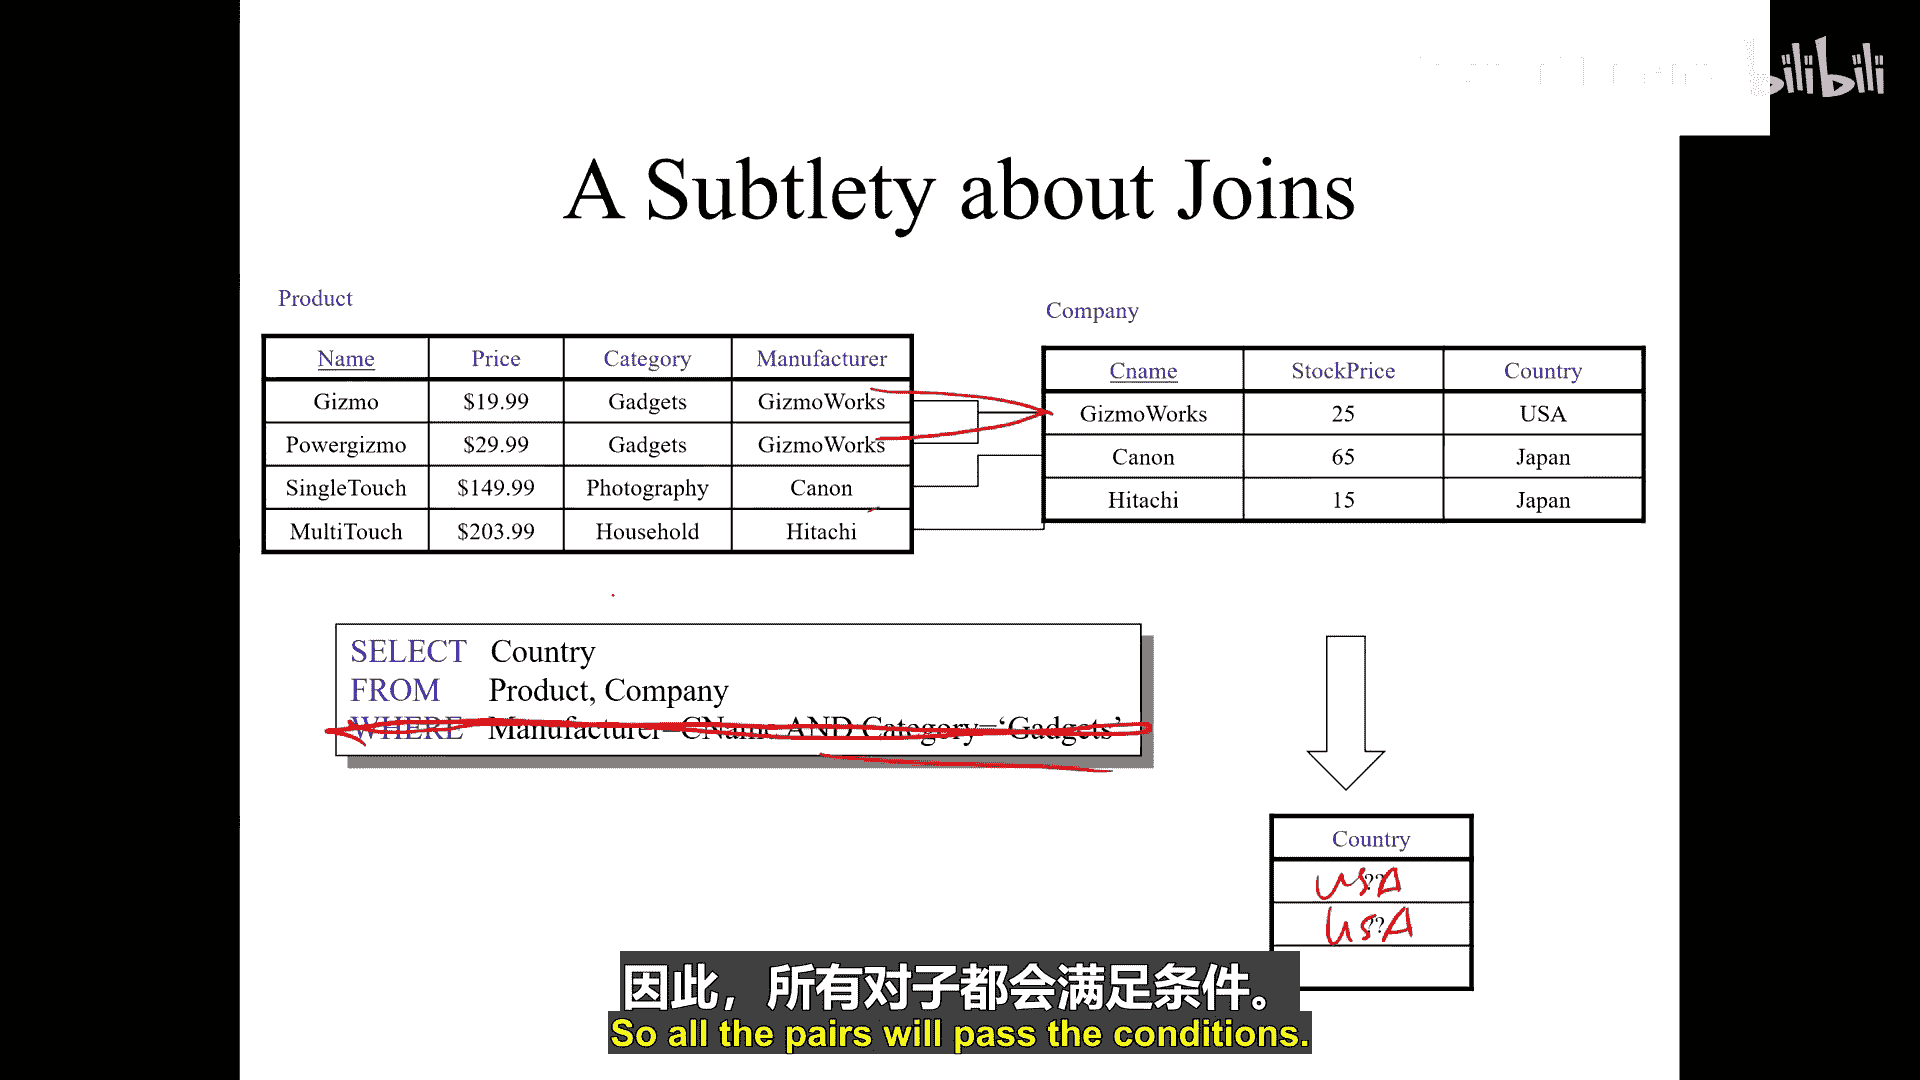 bilibili
A Subtlety about Joins
Product
Name Price Category Manufacturer
Gizmo $19.99 Gadgets GizmoWorks
Powergizmo $29.99 Gadgets GizmoWorks
SingleTouch $149.99 Photography Canon
MultiTouch $203.99 Household Hitachi
Company
Cname StockPrice Country
GizmoWorks 25 USA
Canon 65 Japan
Hitachi 15 Japan
SELECT Country
FROM Product, Company
WHERE Manufacturer=CName AND Category=‘Gadgets’
Country
?? USA
?? USA
因此，所有对子都会满足条件。
So all the pairs will pass the conditions.